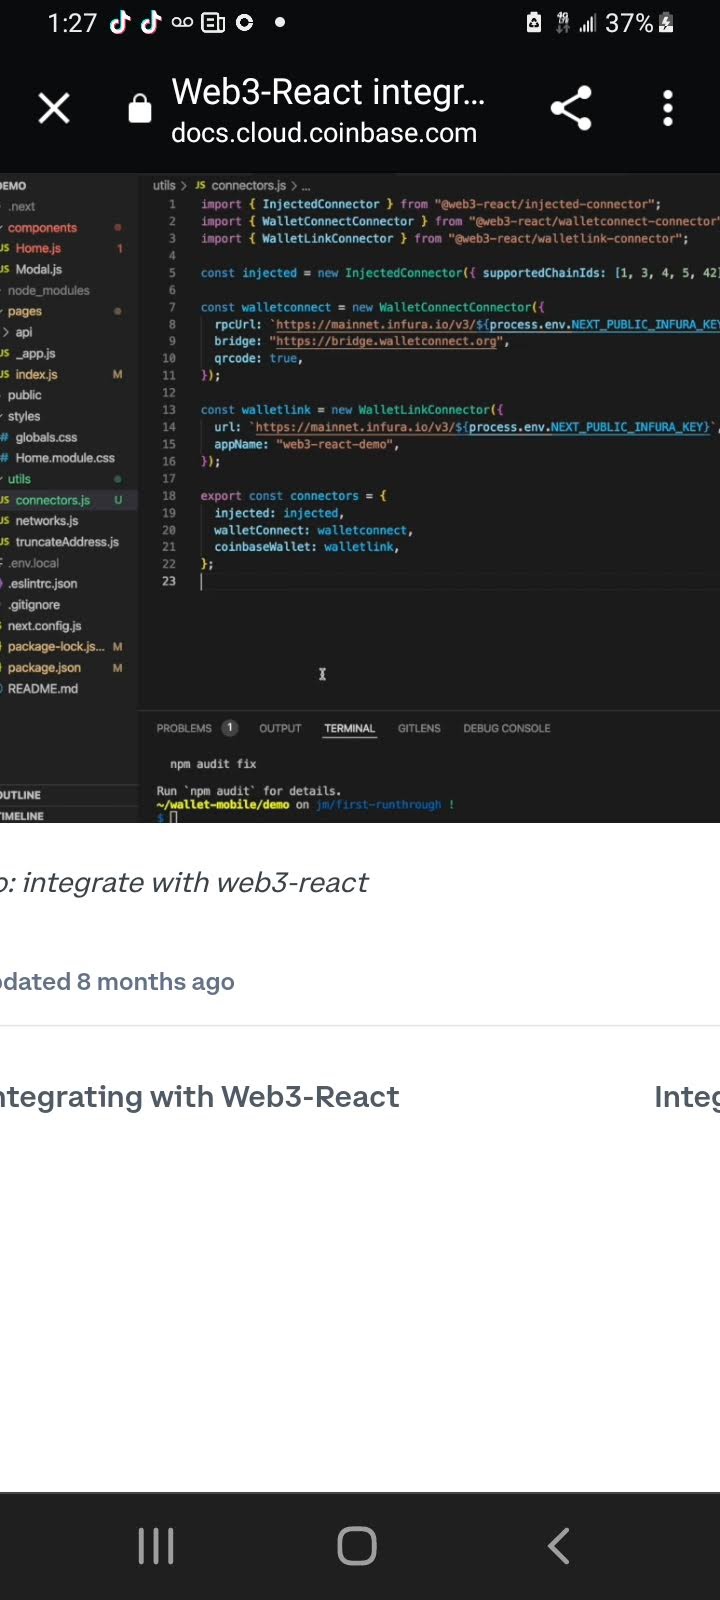 1:27
37%
Web3-React integr...
docs.cloud.coinbase.com
EMO
.next
components
JS Home.js 1
JS Modal.js
node_modules
pages
api
JS _app.js
JS index.js M
public
styles
# globals.css
# Home.module.css
utils
JS connectors.js U
JS networks.js
JS truncateAddress.js
.env.local
.eslintrc.json
.gitignore
next.config.js
package-lock.js... M
package.json M
README.md
OUTLINE
TIMELINE
utils > JS connectors.js > ...
1 import { InjectedConnector } from "@web3-react/injected-connector";
2 import { WalletConnectConnector } from "@web3-react/walletconnect-connector"
3 import { WalletLinkConnector } from "@web3-react/walletlink-connector";
4
5 const injected = new InjectedConnector({ supportedChainIds: [1, 3, 4, 5, 42]
6
7 const walletconnect = new WalletConnectConnector({
8 rpcUrl: `https://mainnet.infura.io/v3/${process.env.NEXT_PUBLIC_INFURA_KEY
9 bridge: "https://bridge.walletconnect.org",
10 qrcode: true,
11 });
12
13 const walletlink = new WalletLinkConnector({
14 url: `https://mainnet.infura.io/v3/${process.env.NEXT_PUBLIC_INFURA_KEY}`,
15 appName: "web3-react-demo",
16 });
17
18 export const connectors = {
19 injected: injected,
20 walletConnect: walletconnect,
21 coinbaseWallet: walletlink,
22 };
23
PROBLEMS 1 OUTPUT TERMINAL GITLENS DEBUG CONSOLE
npm audit fix
Run `npm audit` for details.
~/wallet-mobile/demo on jm/first-runthrough !
$
o: integrate with web3-react
pdated 8 months ago
ntegrating with Web3-React
Integ